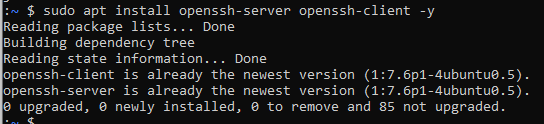 :~ $ sudo apt install openssh-server openssh-client -y
Reading package lists... Done
Building dependency tree
Reading state information... Done
openssh-client is already the newest version (1:7.6p1-4ubuntu0.5).
openssh-server is already the newest version (1:7.6p1-4ubuntu0.5).
0 upgraded, 0 newly installed, 0 to remove and 85 not upgraded.
:~ $